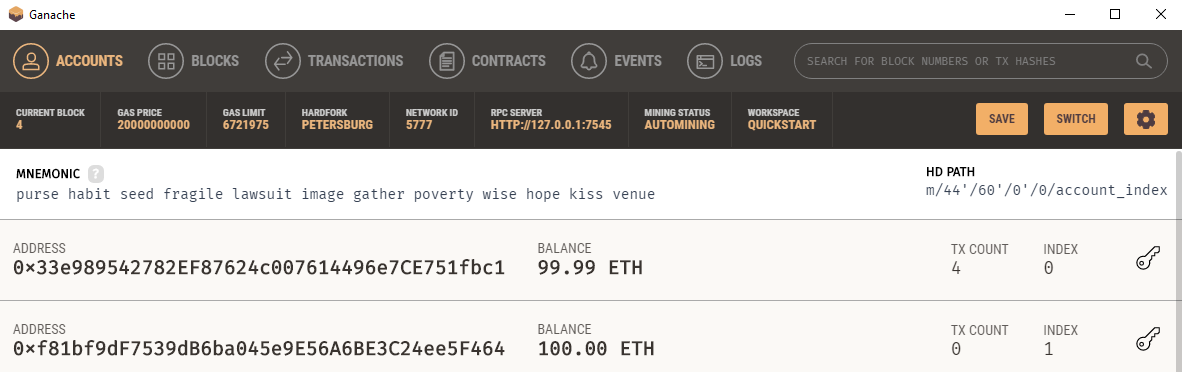 Ganache
ACCOUNTS BLOCKS TRANSACTIONS CONTRACTS EVENTS LOGS SEARCH FOR BLOCK NUMBERS OR TX HASHES
CURRENT BLOCK GAS PRICE GAS LIMIT HARDFORK NETWORK ID RPC SERVER MINING STATUS WORKSPACE
4 20000000000 6721975 PETERSBURG 5777 HTTP://127.0.0.1:7545 AUTOMINING QUICKSTART SAVE SWITCH
MNEMONIC ? HD PATH
purse habit seed fragile lawsuit image gather poverty wise hope kiss venue m/44'/60'/0'/0/account_index
ADDRESS BALANCE TX COUNT INDEX
0×33e989542782EF87624c007614496e7CE751fbc1 99.99 ETH 4 0
ADDRESS BALANCE TX COUNT INDEX
0×f81bf9dF7539dB6ba045e9E56A6BE3C24ee5F464 100.00 ETH 0 1